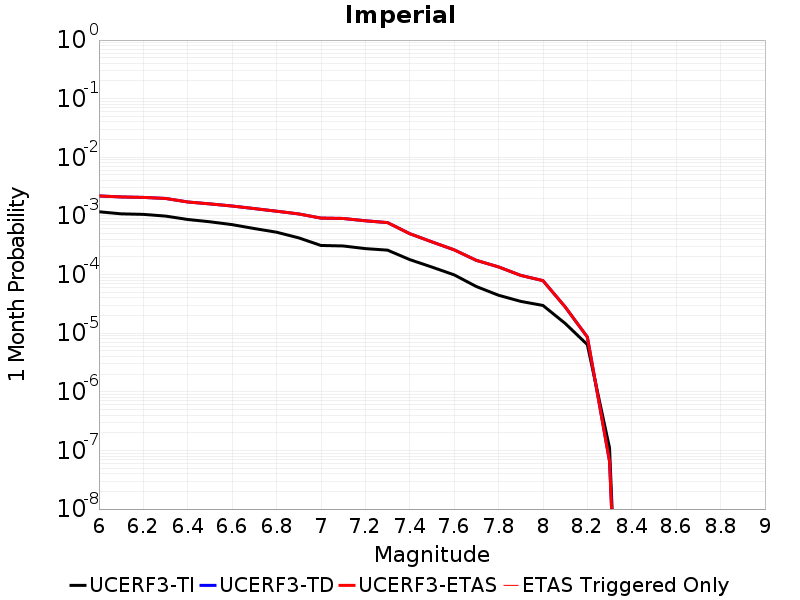 Imperial
10^0
10^-1
10^-2
10^-3
10^-4
10^-5
10^-6
10^-7
10^-8
1 Month Probability
6 6.2 6.4 6.6 6.8 7 7.2 7.4 7.6 7.8 8 8.2 8.4 8.6 8.8 9
Magnitude
UCERF3-TI UCERF3-TD UCERF3-ETAS ETAS Triggered Only